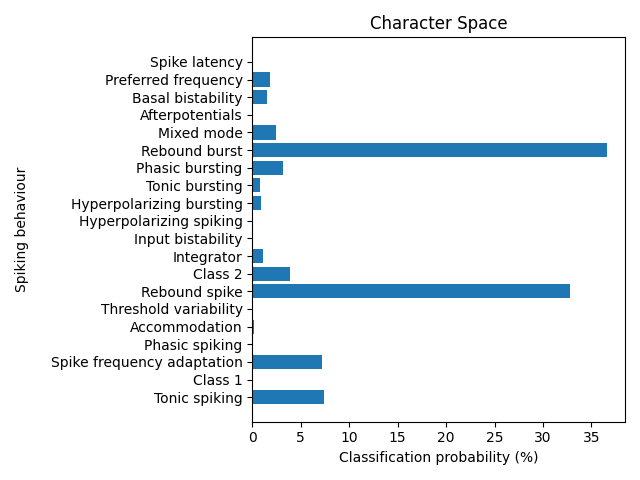 Character Space
Spike latency
Preferred frequency
Basal bistability
Afterpotentials
Mixed mode
Rebound burst
Phasic bursting
Tonic bursting
Hyperpolarizing bursting
Hyperpolarizing spiking
Input bistability
Integrator
Class 2
Rebound spike
Threshold variability
Accommodation
Phasic spiking
Spike frequency adaptation
Class 1
Tonic spiking
Spiking behaviour
0 5 10 15 20 25 30 35
Classification probability (%)